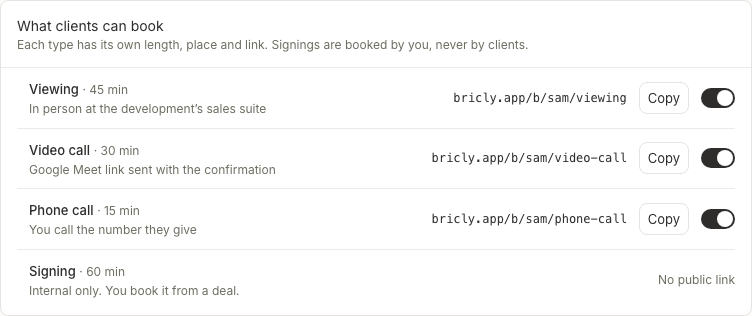 What clients can book
Each type has its own length, place and link. Signings are booked by you, never by clients.
Viewing · 45 min
In person at the development’s sales suite
bricly.app/b/sam/viewing
Copy
Video call · 30 min
Google Meet link sent with the confirmation
bricly.app/b/sam/video-call
Copy
Phone call · 15 min
You call the number they give
bricly.app/b/sam/phone-call
Copy
Signing · 60 min
Internal only. You book it from a deal.
No public link